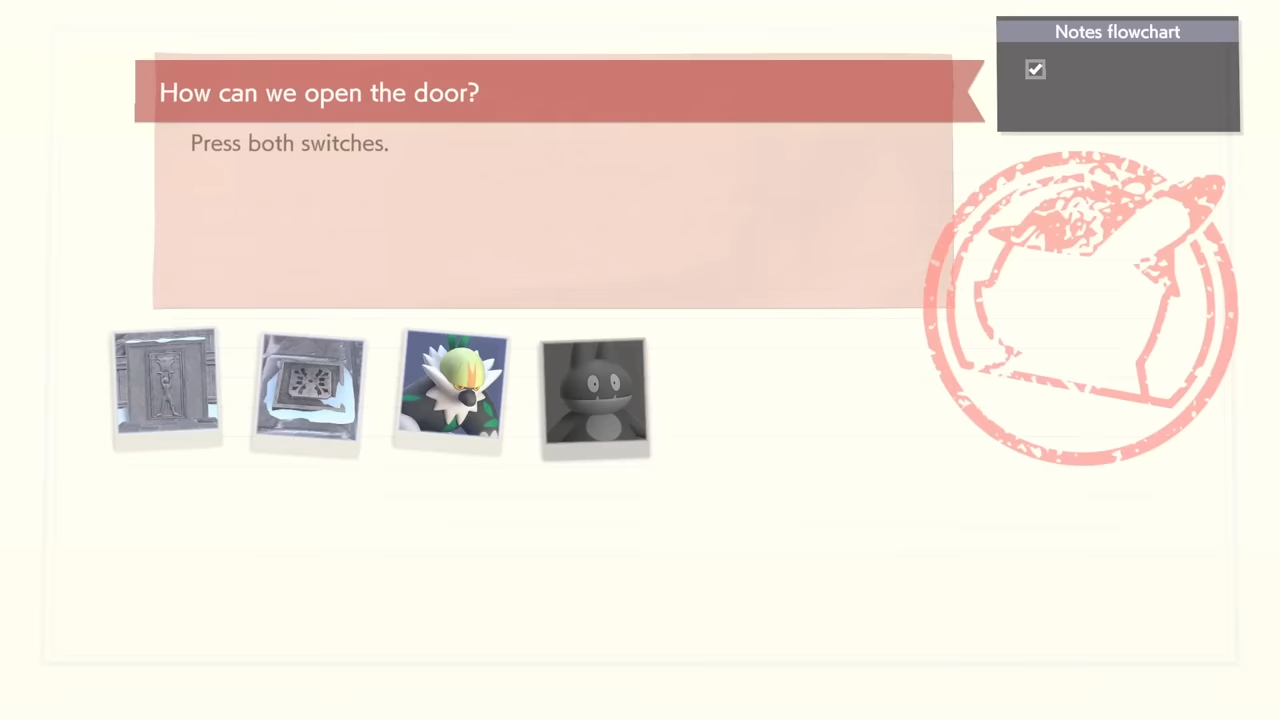 Notes flowchart
How can we open the door?
Press both switches.